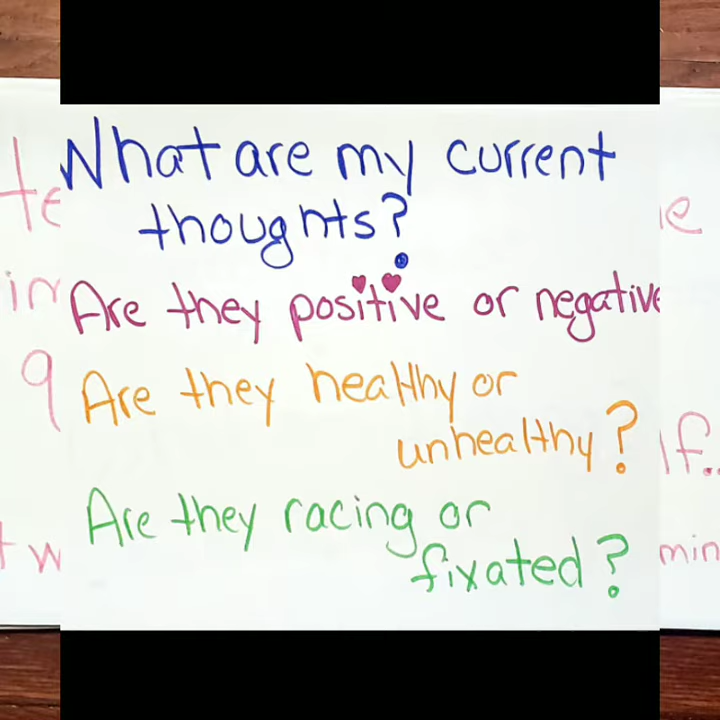 What are my current
thoughts?
Are they positive or negative
Are they healthy or
unhealthy?
Are they racing or
fixated?